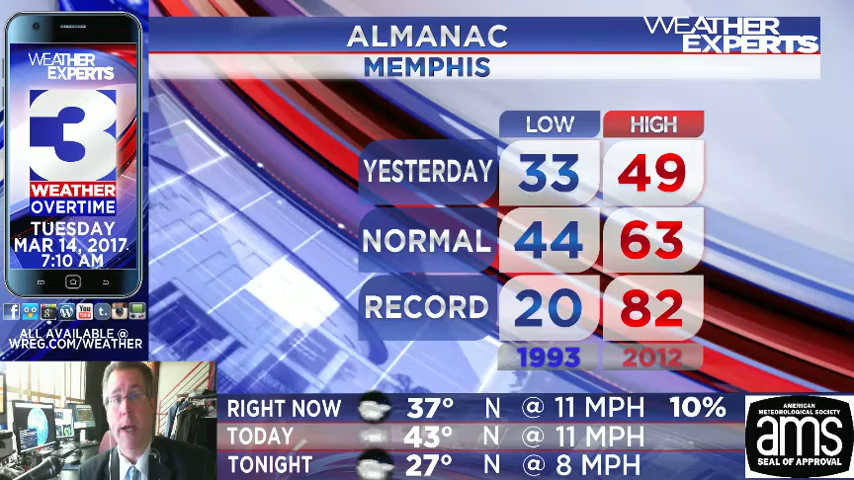 WEATHER
EXPERTS
3
WEATHER
OVERTIME
TUESDAY
MAR 14, 2017
7:10 AM
ALL AVAILABLE @
WREG.COM/WEATHER
ALMANAC
MEMPHIS
WEATHER
EXPERTS
LOW HIGH
YESTERDAY 33 49
NORMAL 44 63
RECORD 20 82
1993 2012
RIGHT NOW 37° N @ 11 MPH 10%
TODAY 43° N @ 11 MPH
TONIGHT 27° N @ 8 MPH
AMERICAN
METEOROLOGICAL SOCIETY
ams
SEAL OF APPROVAL